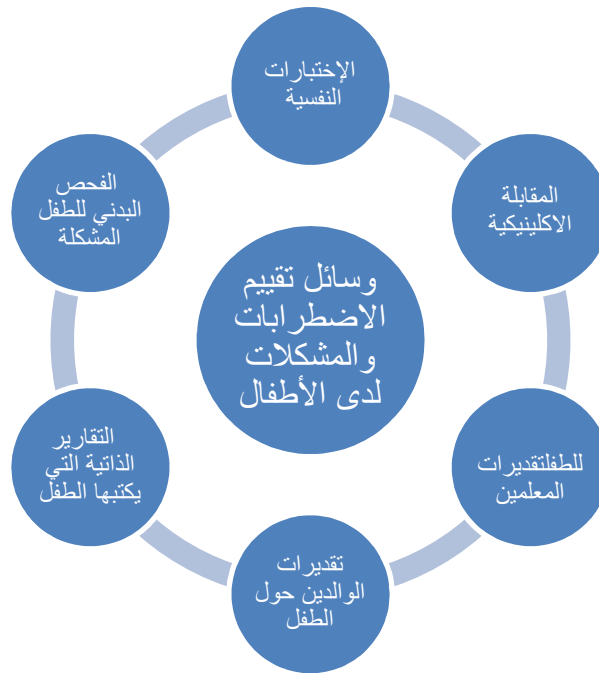 الإختبارات
النفسية
المقابلة
الاكلينيكية
للطفلتقديرات
المعلمين
تقديرات
الوالدين حول
الطفل
التقارير
الذاتية التي
يكتبها الطفل
الفحص
البدني للطفل
المشكلة
وسائل تقييم
الاضطرابات
والمشكلات
لدى الأطفال